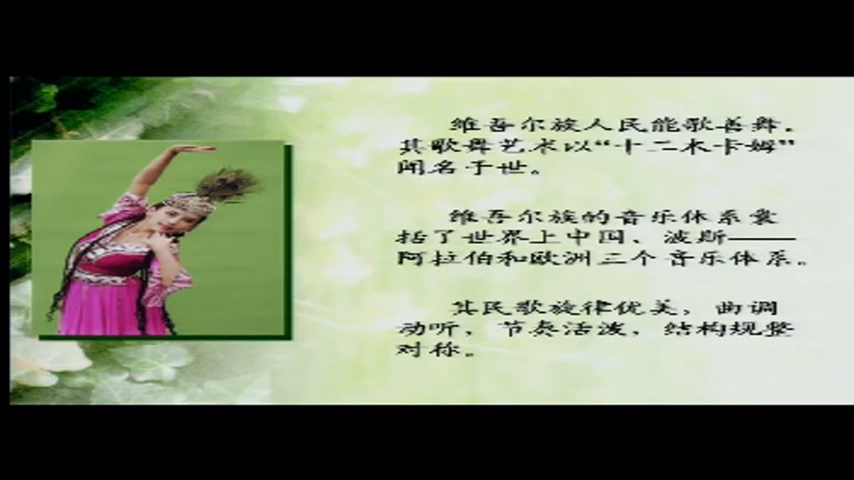 维吾尔族人民能歌善舞。
其歌舞艺术以“十二木卡姆”
闻名于世。
维吾尔族的音乐体系囊
括了世界上中国、波斯——
阿拉伯和欧洲三个音乐体系。
其民歌旋律优美，曲调
动听，节奏活泼，结构规整
对称。